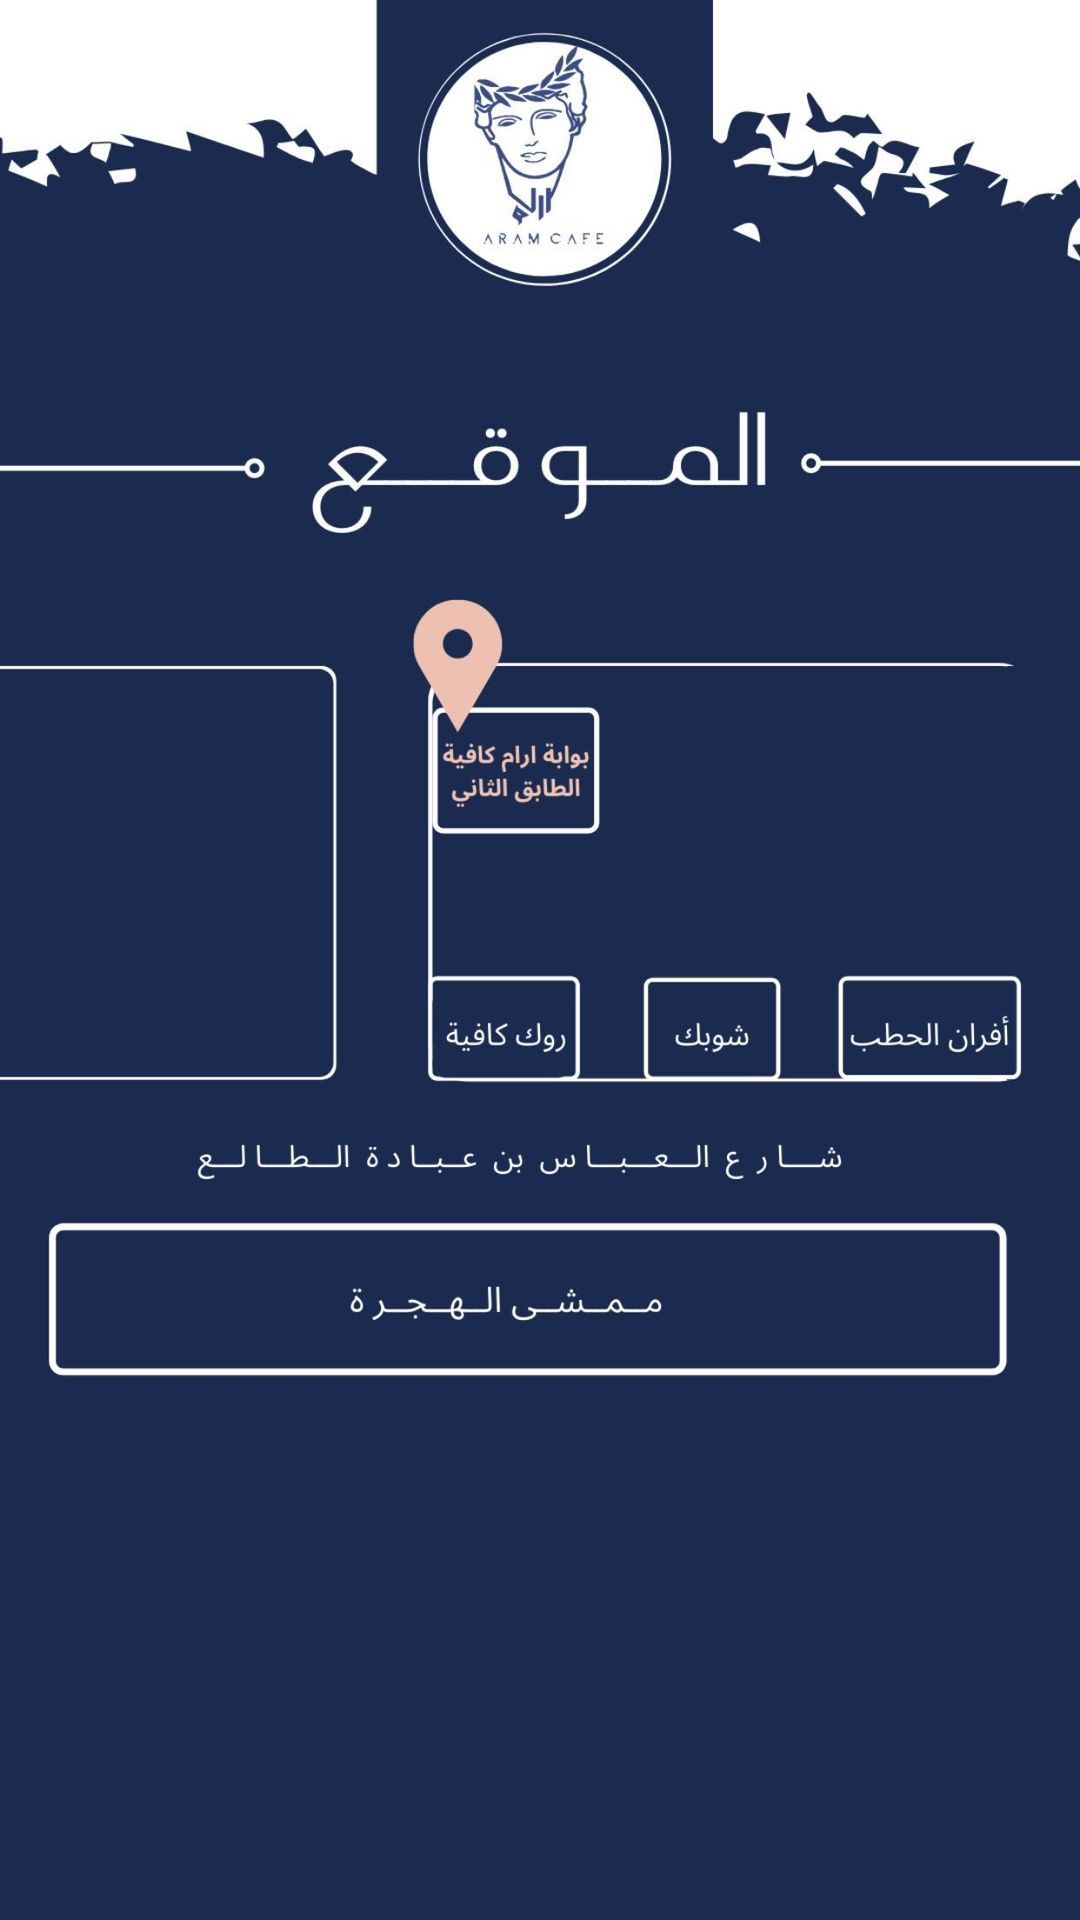 ارام
ARAM CAFE
الموقع
بوابة ارام كافية
الطابق الثاني
أفران الحطب
شوبك
روك كافية
شارع العباس بن عبادة الطالع
ممشى الهجرة